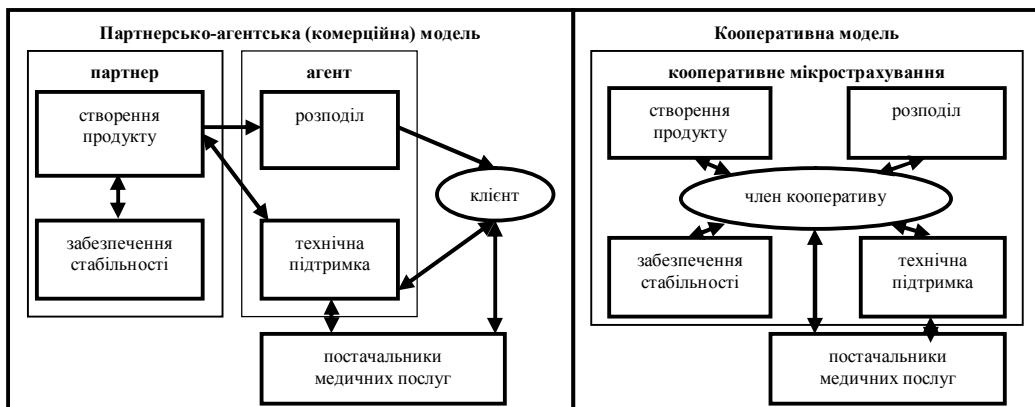 Партнерсько-агентська (комерційна) модель
партнер
агент
створення
продукту
розподіл
клієнт
забезпечення
стабільності
технічна
підтримка
постачальники
медичних послуг
Кооперативна модель
кооперативне мікрострахування
створення
продукту
розподіл
член кооперативу
забезпечення
стабільності
технічна
підтримка
постачальники
медичних послуг